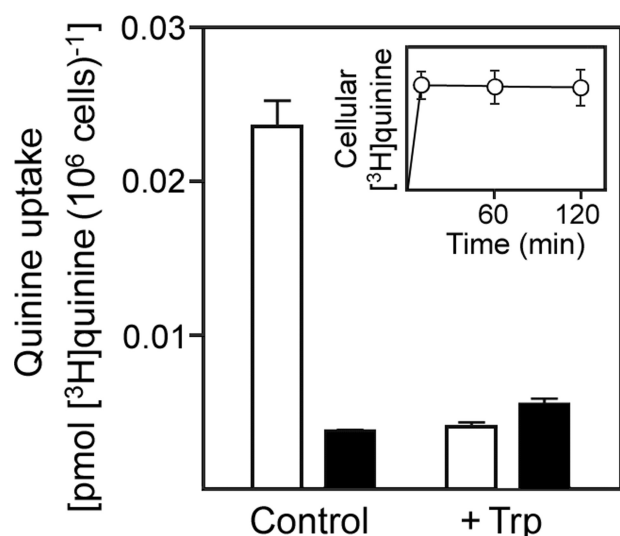 Quinine uptake
[pmol [³H]quinine (10⁶ cells)⁻¹]
0.03
0.02
0.01
Control
+ Trp
Cellular
[³H]quinine
60
120
Time (min)